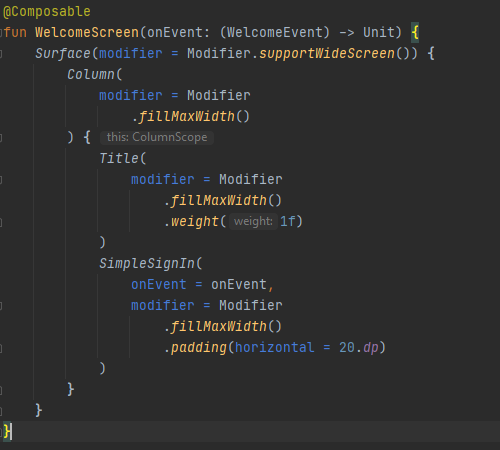 @Composable
fun WelcomeScreen(onEvent: (WelcomeEvent) -> Unit) {
    Surface(modifier = Modifier.supportWideScreen()) {
        Column(
            modifier = Modifier
                .fillMaxWidth()
        ) { this: ColumnScope
            Title(
                modifier = Modifier
                    .fillMaxWidth()
                    .weight( weight: 1f)
            )
            SimpleSignIn(
                onEvent = onEvent,
                modifier = Modifier
                    .fillMaxWidth()
                    .padding(horizontal = 20.dp)
            )
        }
    }
}